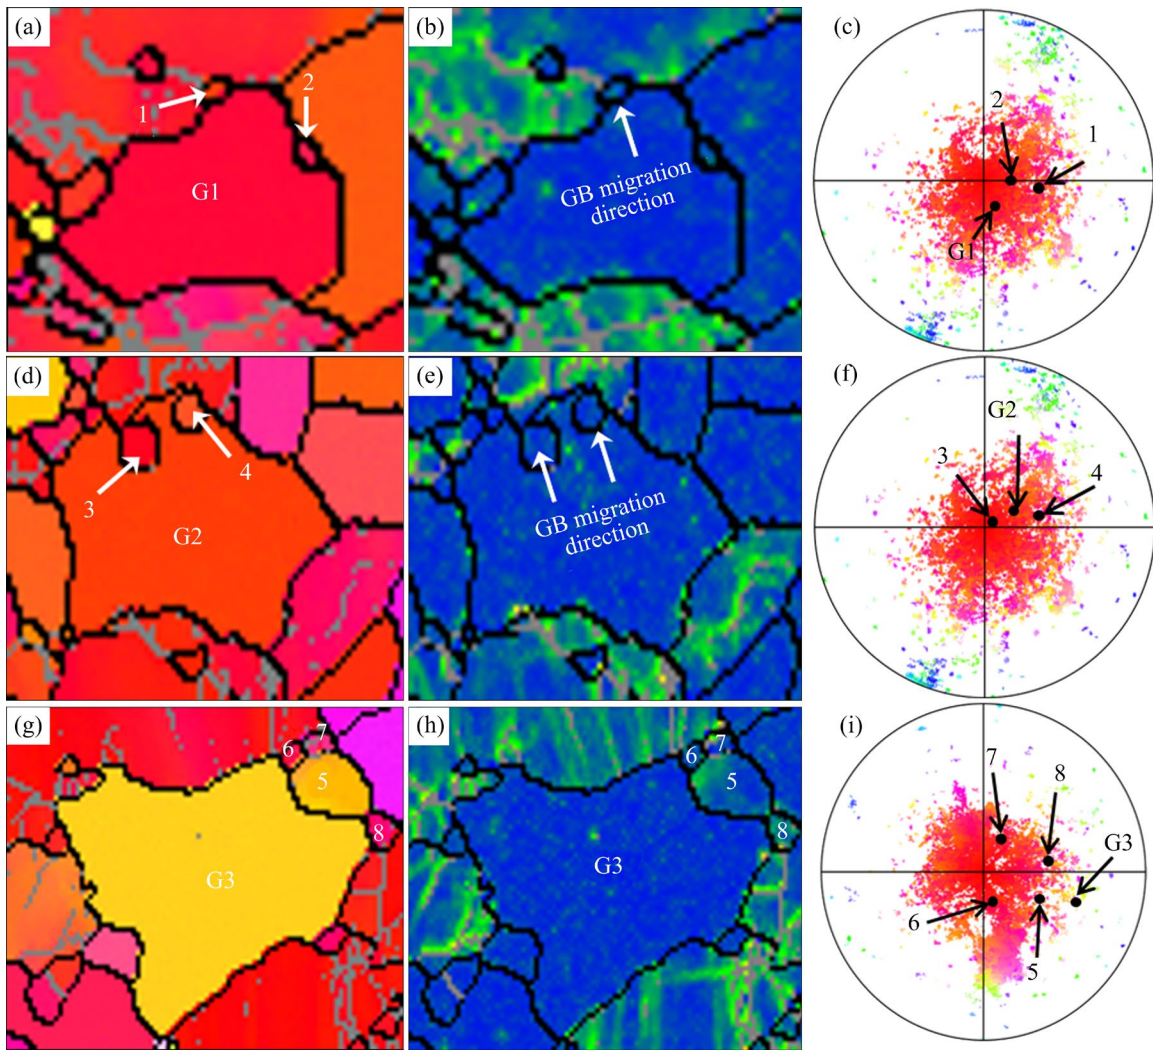 (a)
1
2
G1
(b)
GB migration
direction
(c)
2
1
G1
(d)
3
4
G2
(e)
GB migration
direction
(f)
G2
3
4
(g)
6
7
5
8
G3
(h)
6
7
5
8
G3
(i)
7
8
G3
6
5